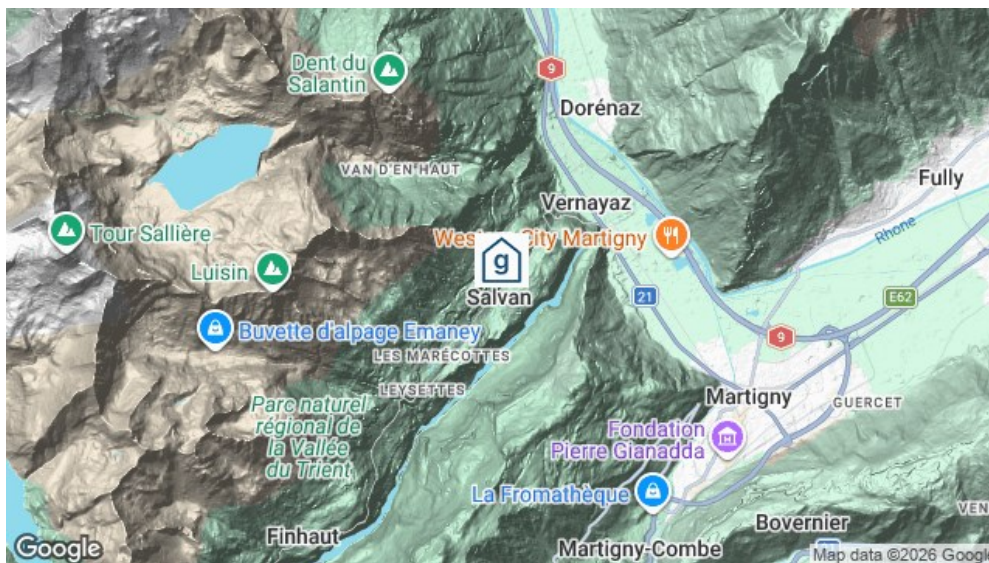 Dent du
Salantin
9
Dorénaz
VAN D'EN HAUT
Fully
Vernayaz
Rhone
Tour Sallière
City Martigny
g
Luisin
Salvan
21
E62
Buvette d'alpage Emaney
9
LES MARÉCOTTES
LEYSETTES
Martigny
GUERCET
Parc naturel
régional de
la Vallée
du Trient
Fondation
Pierre Gianadda
La Fromathèque
Bovernier
Finhaut
Martigny-Combe
Google
Map data ©2026 Google